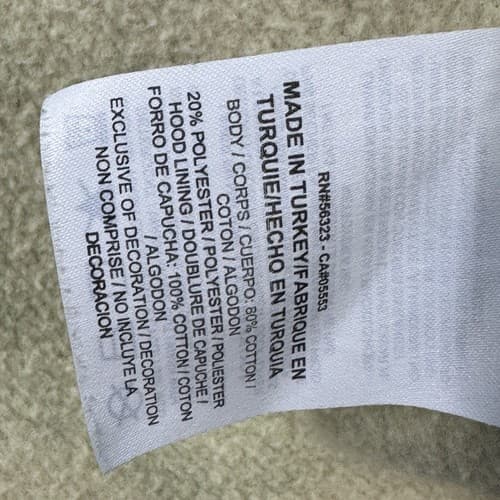 RN#56323 - CA#05553
MADE IN TURKEY/FABRIQUE EN
TURQUIE/HECHO EN TURQUIA
BODY / CORPS / CUERPO: 80% COTTON /
COTON / ALGODON
20% POLYESTER / POLYESTER / POLIESTER
HOOD LINING / DOUBLURE DE CAPUCHE /
FORRO DE CAPUCHA: 100% COTTON / COTON
/ ALGODON
EXCLUSIVE OF DECORATION / DECORATION
NON COMPRISE / NO INCLUYE LA
DECORACION